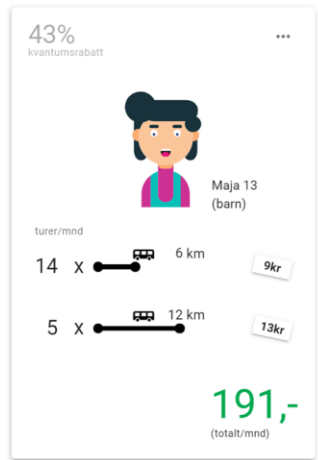 43%
kvantumsrabatt
Maja 13
(barn)
turer/mnd
14 x 6 km 9kr
5 x 12 km 13kr
191,-
(totalt/mnd)